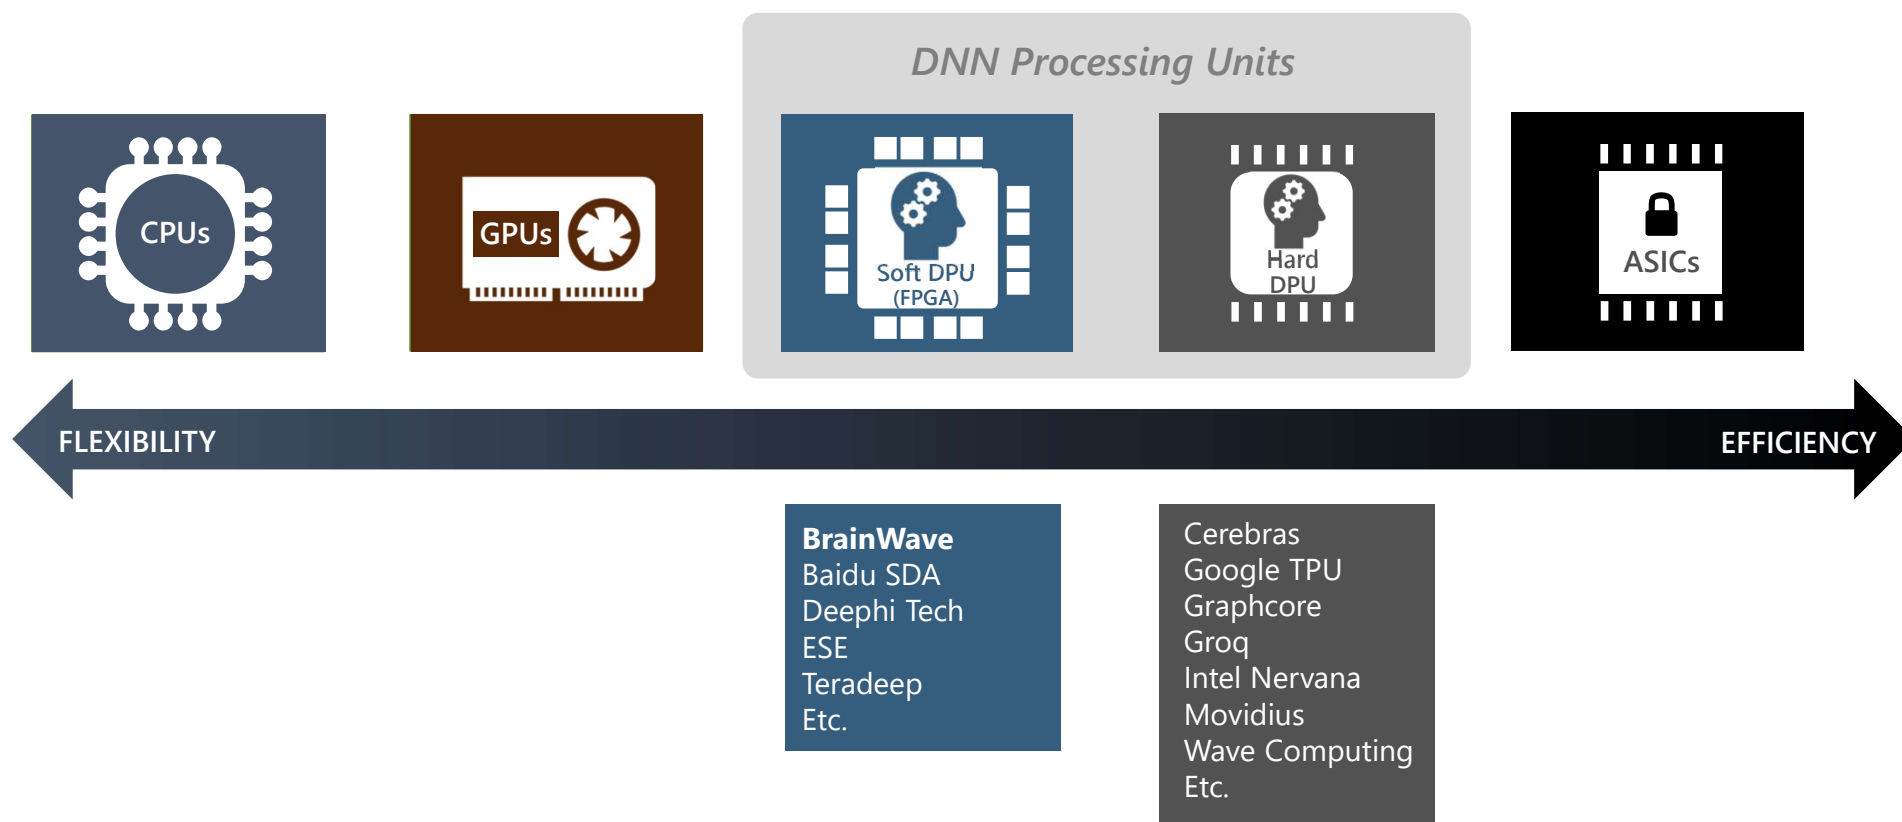 DNN Processing Units
CPUs
GPUs
Soft DPU
(FPGA)
Hard
DPU
ASICs
FLEXIBILITY
EFFICIENCY
BrainWave
Baidu SDA
Deephi Tech
ESE
Teradeep
Etc.
Cerebras
Google TPU
Graphcore
Groq
Intel Nervana
Movidius
Wave Computing
Etc.